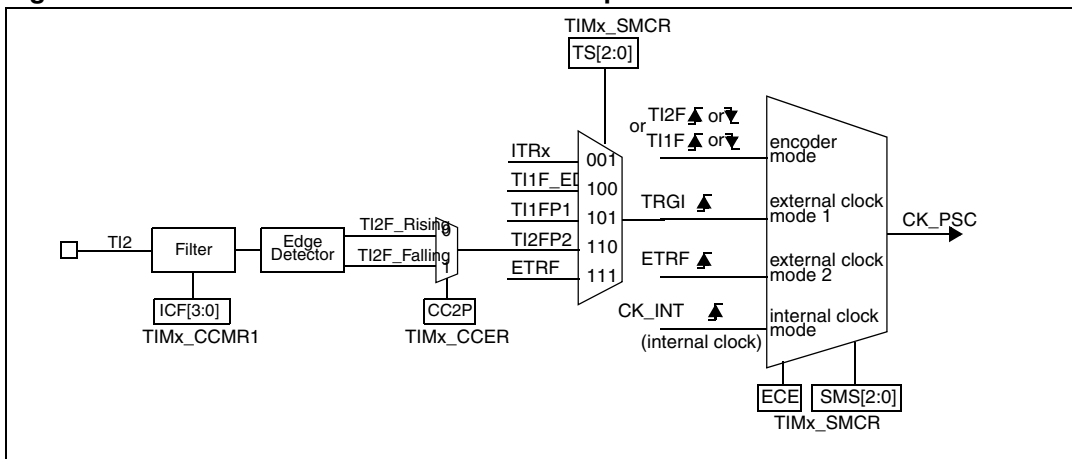 TIMx_SMCR
TS[2:0]
or TI2F or
TI1F or
encoder
mode
ITRx
001
TI1F_ED
100
TI1FP1
101
TRGI
external clock
mode 1
CK_PSC
TI2
Filter
Edge
Detector
TI2F_Rising
TI2F_Falling
0
1
TI2FP2
110
ETRF
111
ETRF
external clock
mode 2
CK_INT
(internal clock)
internal clock
mode
ICF[3:0]
TIMx_CCMR1
CC2P
TIMx_CCER
ECE
SMS[2:0]
TIMx_SMCR